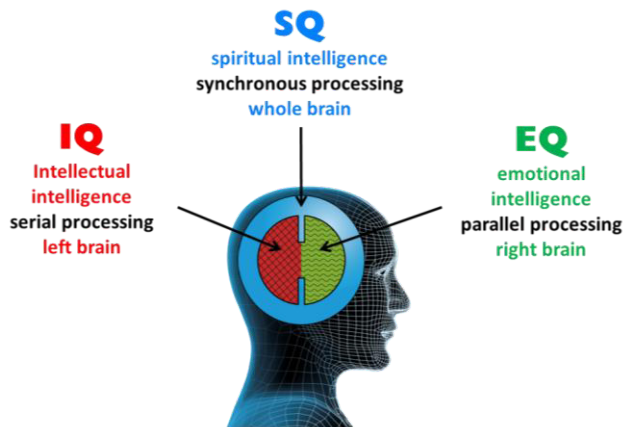 SQ
spiritual intelligence
synchronous processing
whole brain
IQ
Intellectual
intelligence
serial processing
left brain
EQ
emotional
intelligence
parallel processing
right brain